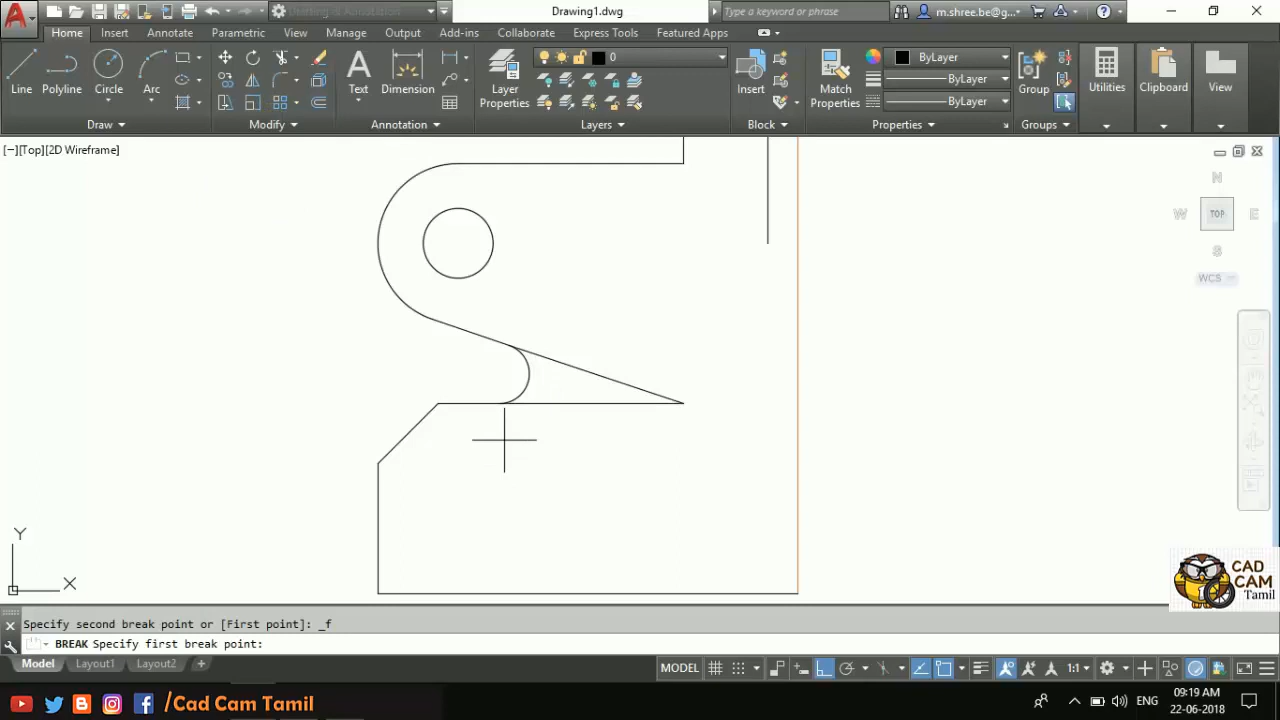 Drafting & Annotation
Drawing1.dwg
Type a keyword or phrase
m.shree.be@g...
Home
Insert
Annotate
Parametric
View
Manage
Output
Add-ins
Collaborate
Express Tools
Featured Apps
Line
Polyline
Circle
Arc
Text
Dimension
Layer
Properties
0
Insert
Match
Properties
ByLayer
ByLayer
ByLayer
Group
Utilities
Clipboard
View
Draw
Modify
Annotation
Layers
Block
Properties
Groups
[−][Top][2D Wireframe]
N
W
TOP
E
S
WCS
Y
X
CAD
CAM
Tamil
Specify second break point or [First point]: _f
BREAK Specify first break point:
Model
Layout1
Layout2
+
MODEL
1:1
/Cad Cam Tamil
ENG
09:19 AM
22-06-2018